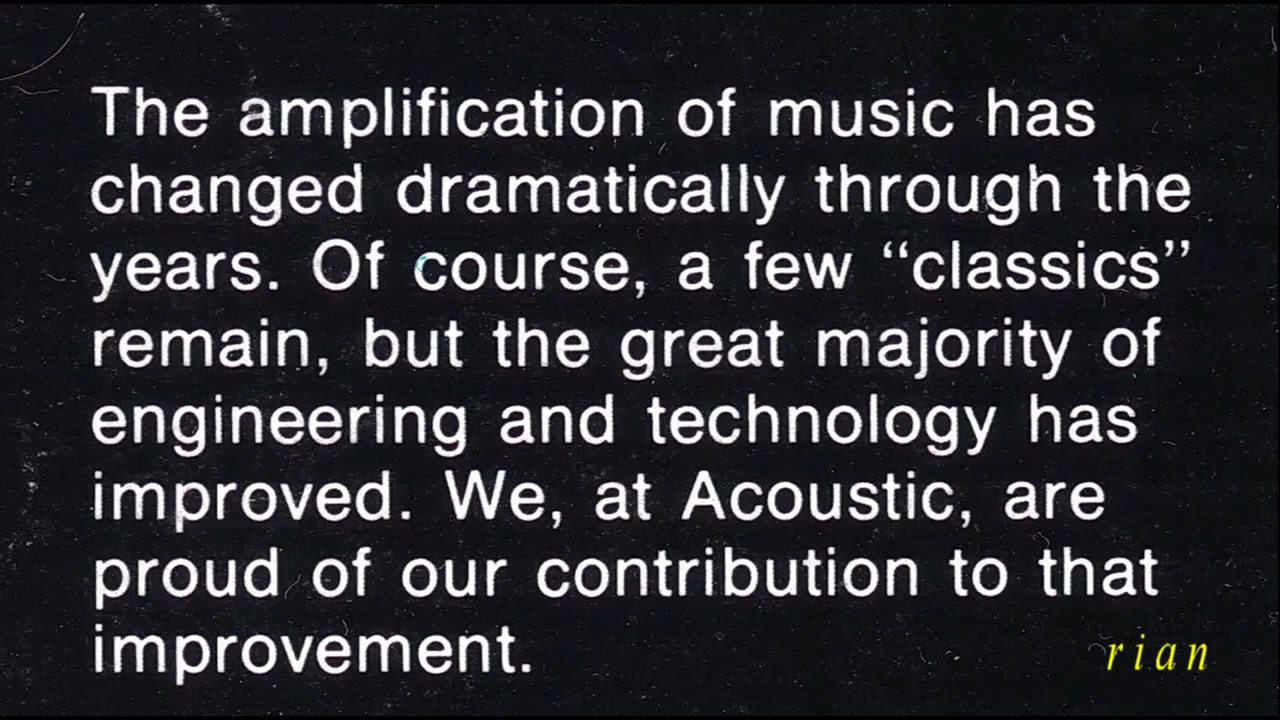 The amplification of music has
changed dramatically through the
years. Of course, a few “classics”
remain, but the great majority of
engineering and technology has
improved. We, at Acoustic, are
proud of our contribution to that
improvement.
rian